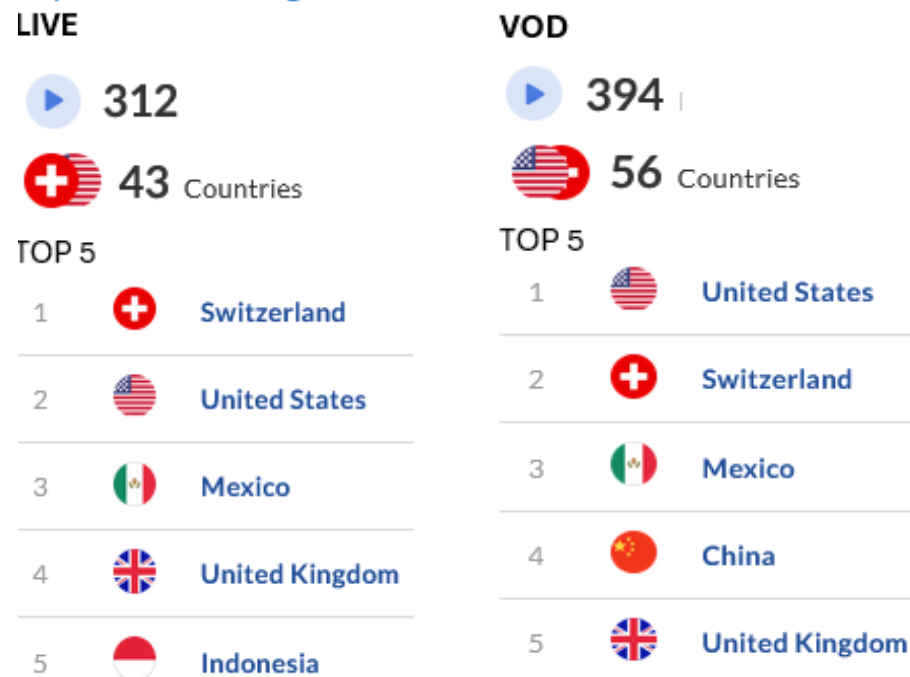 LIVE
312
43 Countries
TOP 5
1 Switzerland
2 United States
3 Mexico
4 United Kingdom
5 Indonesia
VOD
394
56 Countries
TOP 5
1 United States
2 Switzerland
3 Mexico
4 China
5 United Kingdom